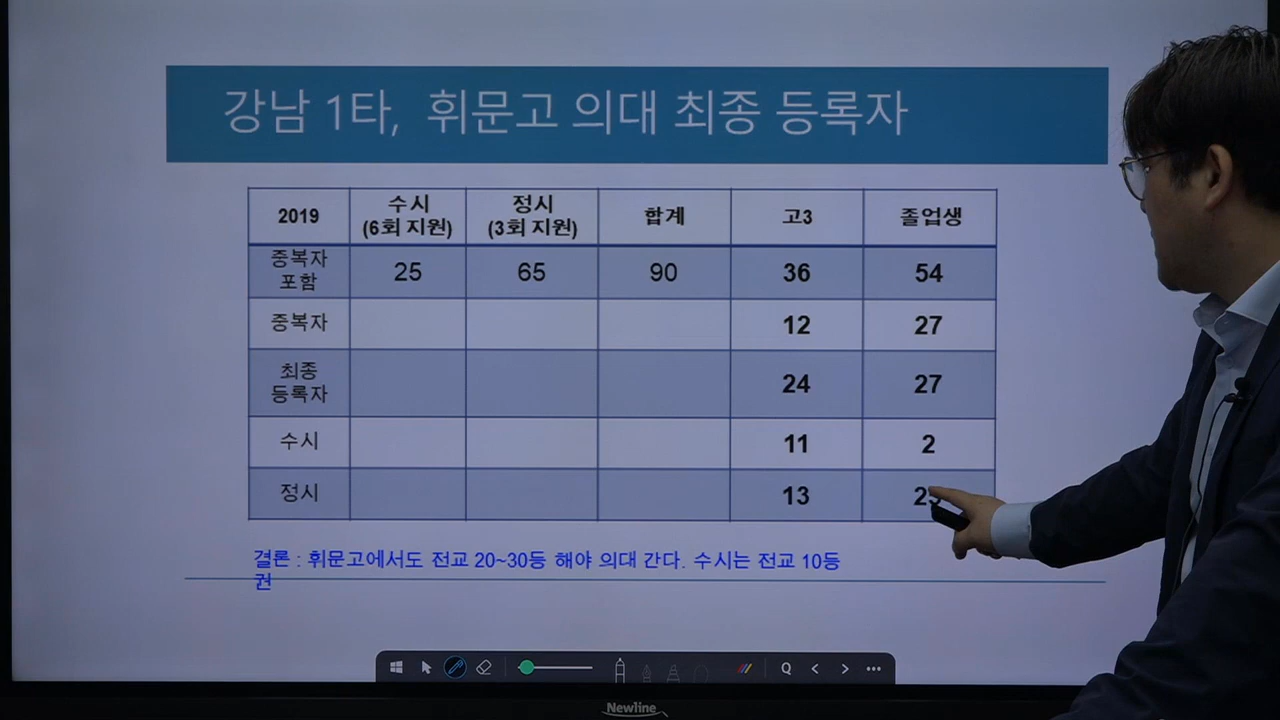 강남 1타, 휘문고 의대 최종 등록자
2019 수시 (6회 지원) 정시 (3회 지원) 합계 고3 졸업생
중복자 포함 25 65 90 36 54
중복자 12 27
최종 등록자 24 27
수시 11 2
정시 13
결론 : 휘문고에서도 전교 20~30등 해야 의대 간다. 수시는 전교 10등
권
Newline